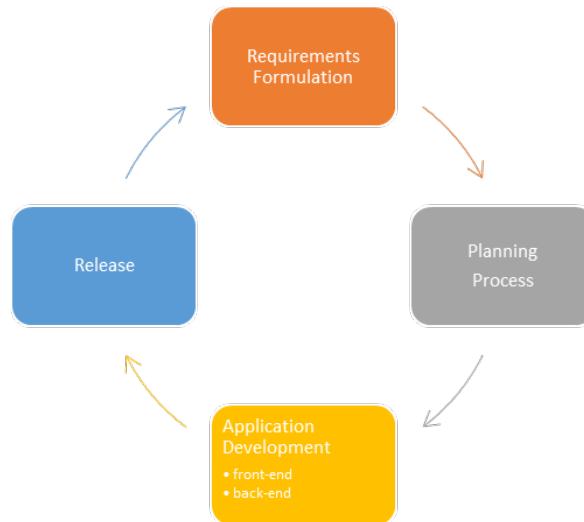 Requirements
Formulation
Planning
Process
Release
Application
Development
• front-end
• back-end